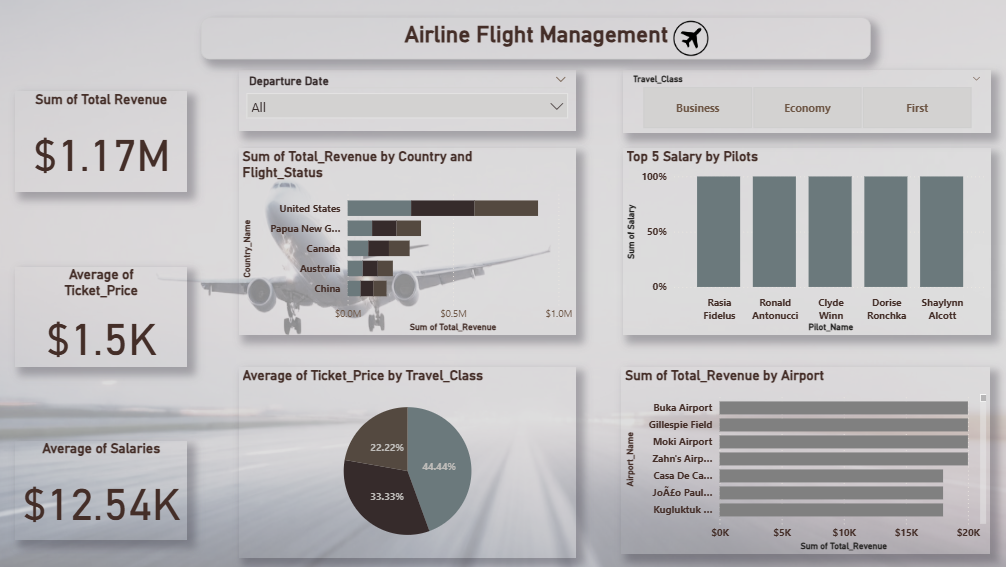 Airline Flight Management
Sum of Total Revenue
$1.17M
Average of
Ticket_Price
$1.5K
Average of Salaries
$12.54K
Departure Date
All
Travel_Class
Business Economy First
Sum of Total_Revenue by Country and
Flight_Status
Country_Name
United States
Papua New G...
Canada
Australia
China
$0.0M $0.5M $1.0M
Sum of Total_Revenue
Top 5 Salary by Pilots
Sum of Salary
100%
50%
0%
Rasia
Fidelus
Ronald
Antonucci
Clyde
Winn
Dorise
Ronchka
Shaylynn
Alcott
Pilot_Name
Average of Ticket_Price by Travel_Class
22.22%
44.44%
33.33%
Sum of Total_Revenue by Airport
Airport_Name
Buka Airport
Gillespie Field
Moki Airport
Zahn's Airp...
Casa De Ca...
JoÃ£o Paul...
Kugluktuk ...
$0K $5K $10K $15K $20K
Sum of Total_Revenue